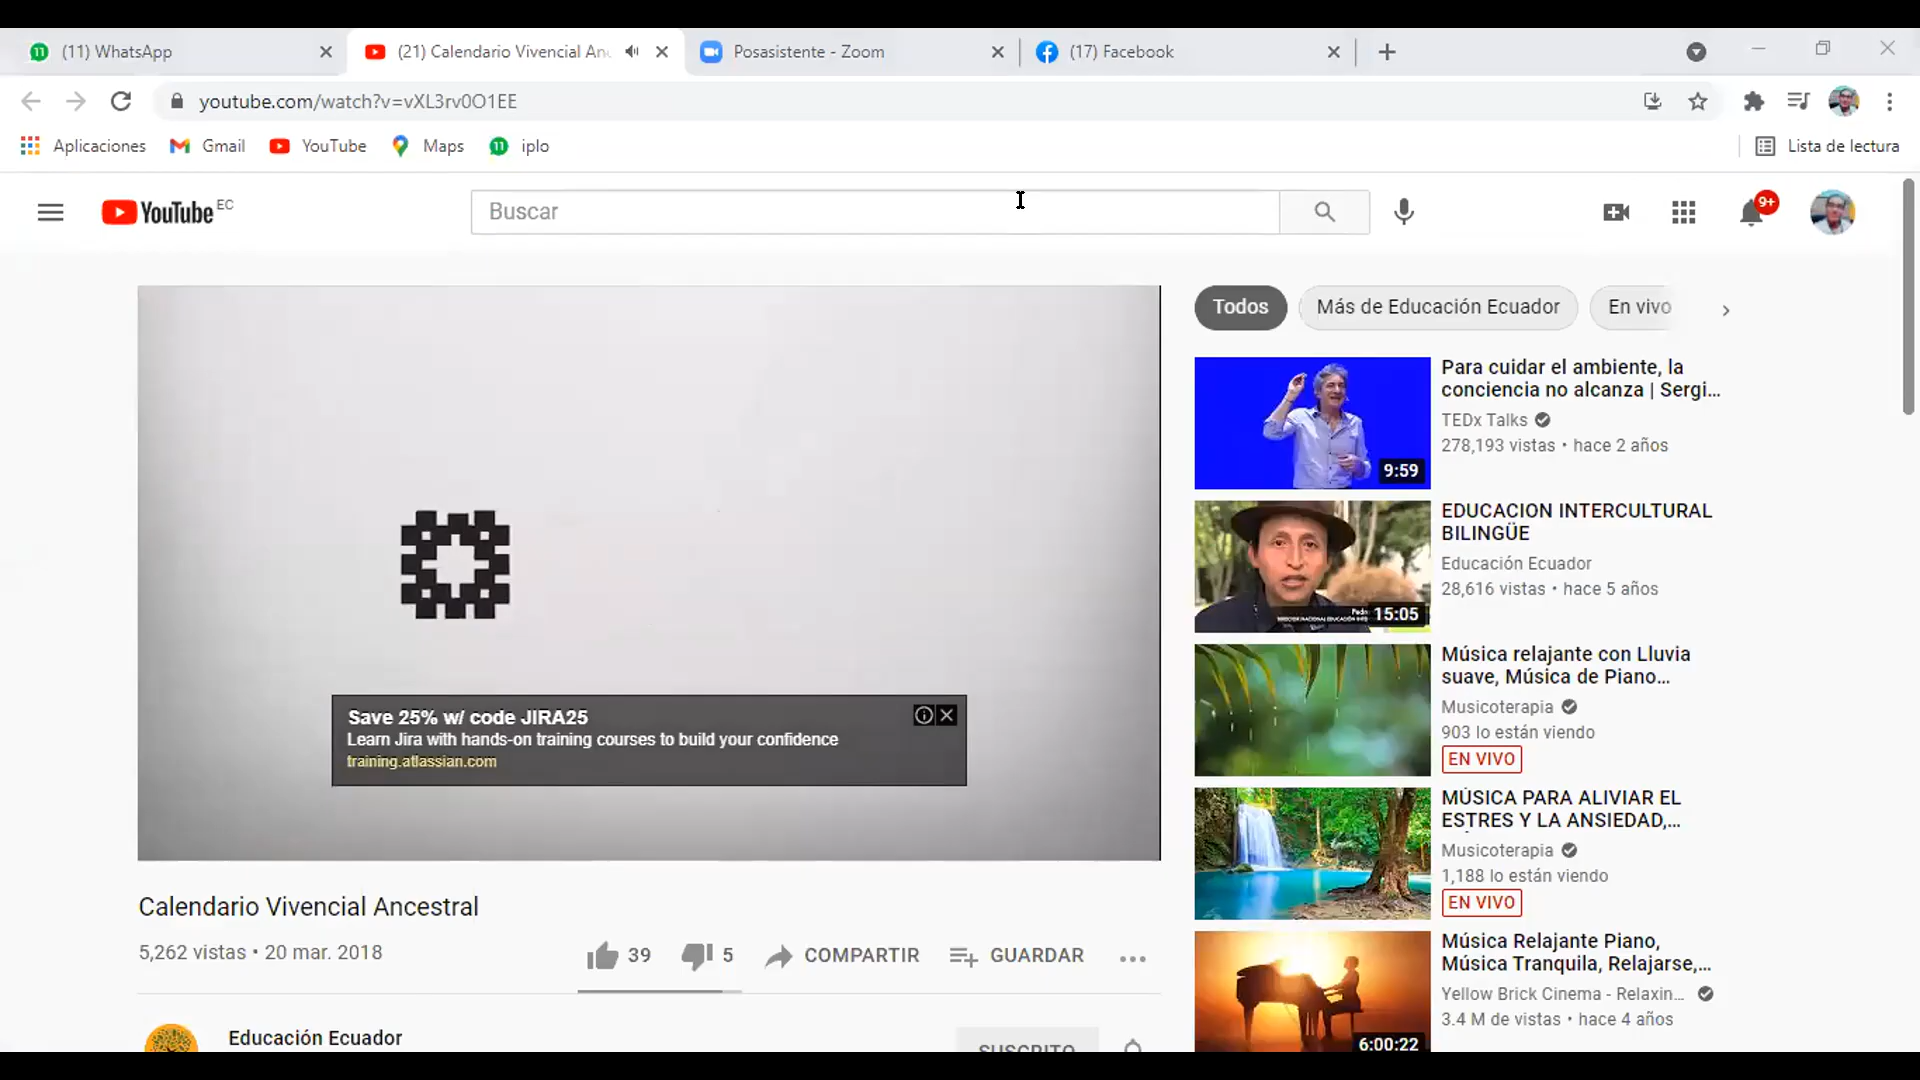 11 (11) WhatsApp
(21) Calendario Vivencial An
Posasistente - Zoom
(17) Facebook
youtube.com/watch?v=vXL3rv0O1EE
Aplicaciones
Gmail
YouTube
Maps
11 iplo
Lista de lectura
YouTube EC
Buscar
9+
Todos
Más de Educación Ecuador
En vivo
Para cuidar el ambiente, la
conciencia no alcanza | Sergi...
TEDx Talks
278,193 vistas • hace 2 años
9:59
EDUCACION INTERCULTURAL
BILINGÜE
Educación Ecuador
28,616 vistas • hace 5 años
15:05
Música relajante con Lluvia
suave, Música de Piano...
Musicoterapia
903 lo están viendo
EN VIVO
MÚSICA PARA ALIVIAR EL
ESTRES Y LA ANSIEDAD,...
Musicoterapia
1,188 lo están viendo
EN VIVO
Música Relajante Piano,
Música Tranquila, Relajarse,...
Yellow Brick Cinema - Relaxin...
3.4 M de vistas • hace 4 años
6:00:22
Save 25% w/ code JIRA25
Learn Jira with hands-on training courses to build your confidence
training.atlassian.com
Calendario Vivencial Ancestral
5,262 vistas • 20 mar. 2018
39
5
COMPARTIR
GUARDAR
Educación Ecuador
SUSCRITO